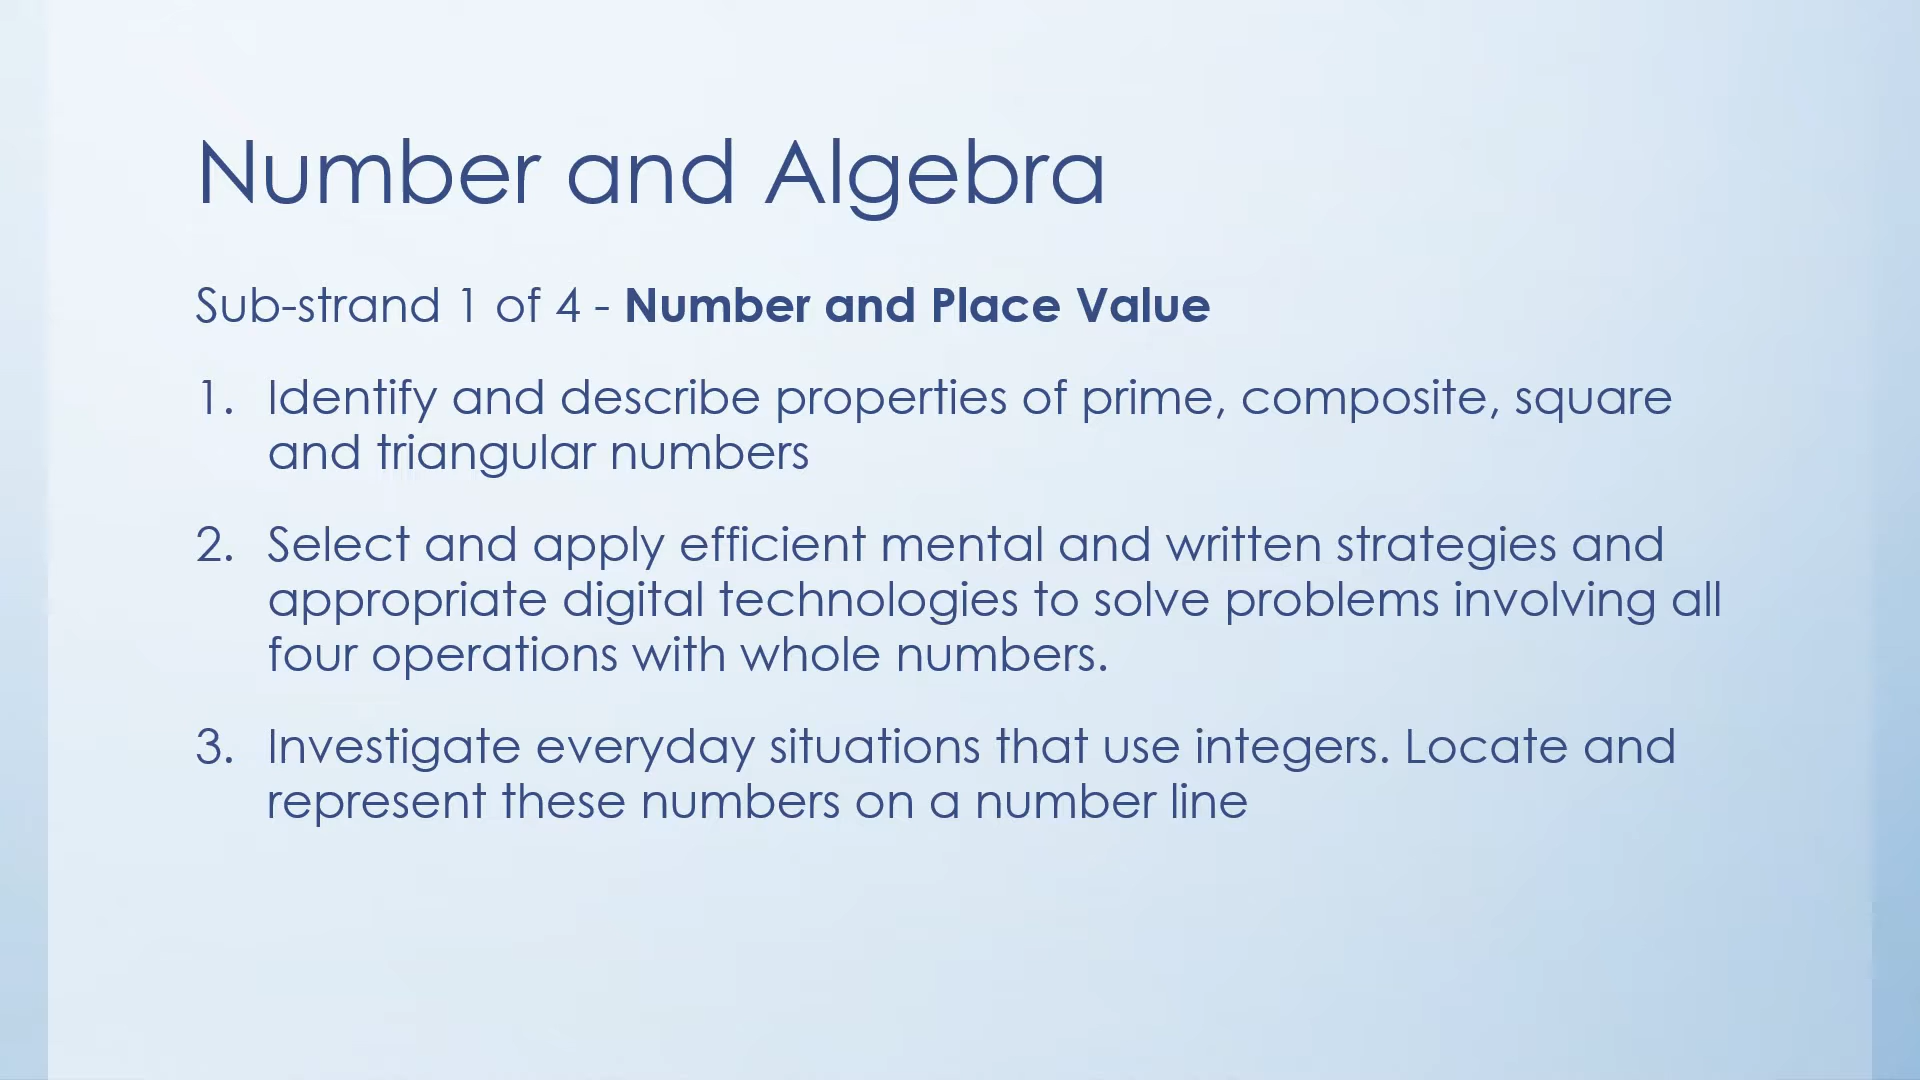 Number and Algebra
Sub-strand 1 of 4 - Number and Place Value
1. Identify and describe properties of prime, composite, square
and triangular numbers
2. Select and apply efficient mental and written strategies and
appropriate digital technologies to solve problems involving all
four operations with whole numbers.
3. Investigate everyday situations that use integers. Locate and
represent these numbers on a number line